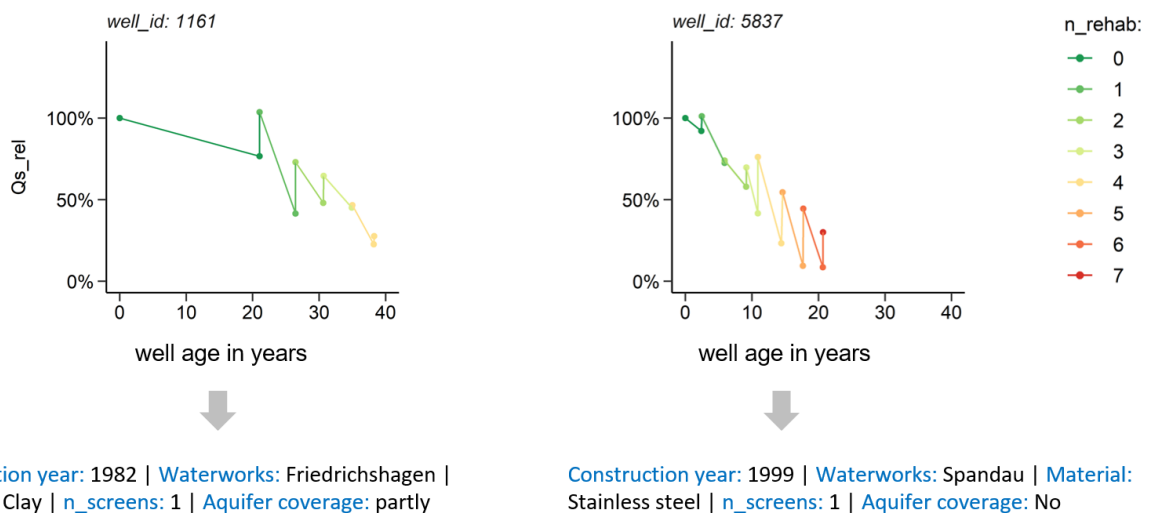 well_id: 1161
well_id: 5837
n_rehab:
0
1
2
3
4
5
6
7
Qs_rel
100%
50%
0%
0 10 20 30 40
well age in years
100%
50%
0%
0 10 20 30 40
well age in years
tion year: 1982 | Waterworks: Friedrichshagen |
Clay | n_screens: 1 | Aquifer coverage: partly
Construction year: 1999 | Waterworks: Spandau | Material:
Stainless steel | n_screens: 1 | Aquifer coverage: No